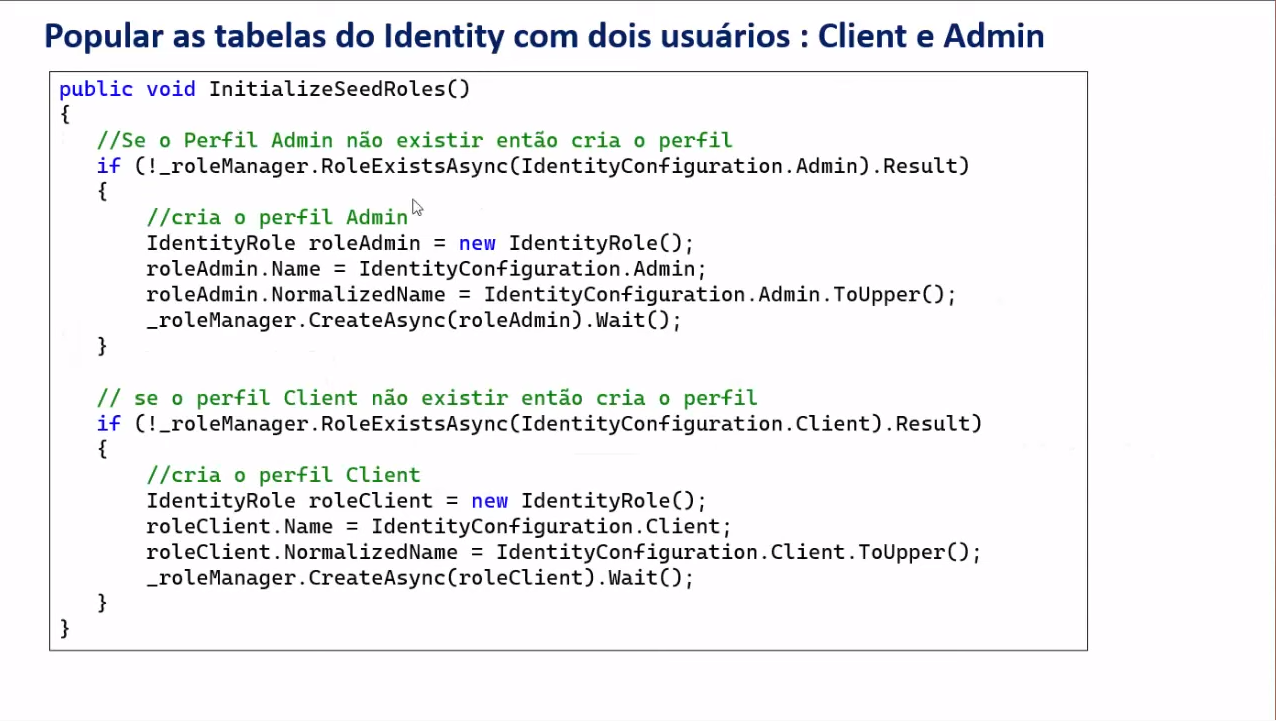 Popular as tabelas do Identity com dois usuários : Client e Admin
public void InitializeSeedRoles()
{
//Se o Perfil Admin não existir então cria o perfil
if (!_roleManager.RoleExistsAsync(IdentityConfiguration.Admin).Result)
{
//cria o perfil Admin
IdentityRole roleAdmin = new IdentityRole();
roleAdmin.Name = IdentityConfiguration.Admin;
roleAdmin.NormalizedName = IdentityConfiguration.Admin.ToUpper();
_roleManager.CreateAsync(roleAdmin).Wait();
}
// se o perfil Client não existir então cria o perfil
if (!_roleManager.RoleExistsAsync(IdentityConfiguration.Client).Result)
{
//cria o perfil Client
IdentityRole roleClient = new IdentityRole();
roleClient.Name = IdentityConfiguration.Client;
roleClient.NormalizedName = IdentityConfiguration.Client.ToUpper();
_roleManager.CreateAsync(roleClient).Wait();
}
}